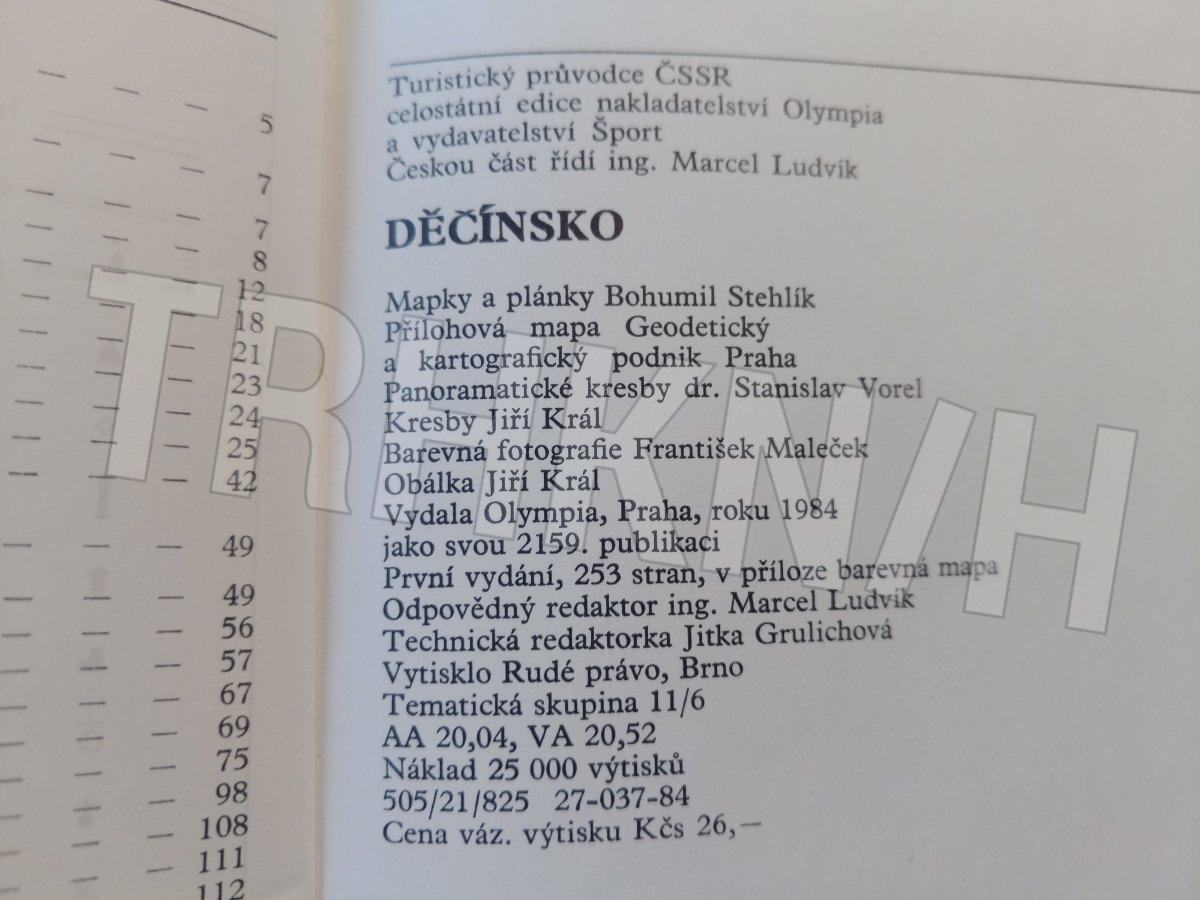 5
7
7
8
12
18
21
23
24
25
42
49
49
56
57
67
69
75
98
108
111
112
Turistický průvodce ČSSR
celostátní edice nakladatelství Olympia
a vydavatelství Šport
Českou část řídí ing. Marcel Ludvík
DĚČÍNSKO
Mapky a plánky Bohumil Stehlík
Přílohová mapa Geodetický
a kartografický podnik Praha
Panoramatické kresby dr. Stanislav Vorel
Kresby Jiří Král
Barevná fotografie František Maleček
Obálka Jiří Král
Vydala Olympia, Praha, roku 1984
jako svou 2159. publikaci
První vydání, 253 stran, v příloze barevná mapa
Odpovědný redaktor ing. Marcel Ludvík
Technická redaktorka Jitka Grulichová
Vytisklo Rudé právo, Brno
Tematická skupina 11/6
AA 20,04, VA 20,52
Náklad 25 000 výtisků
505/21/825 27-037-84
Cena váz. výtisku Kčs 26,—
TRHKN/H